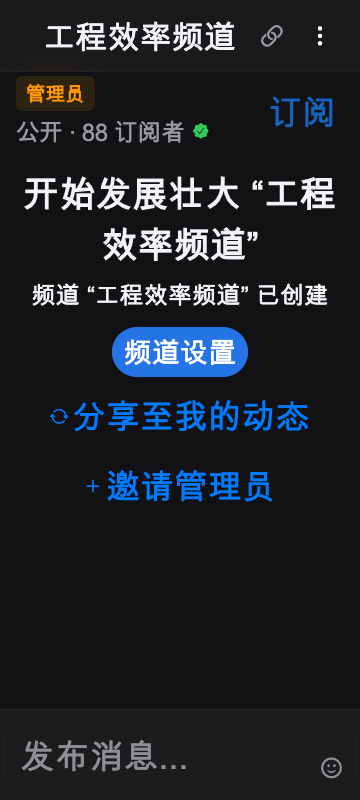 工程效率频道
管理员
公开 · 88 订阅者
订阅
开始发展壮大 “工程
效率频道”
频道 “工程效率频道” 已创建
频道设置
分享至我的动态
+ 邀请管理员
发布消息...